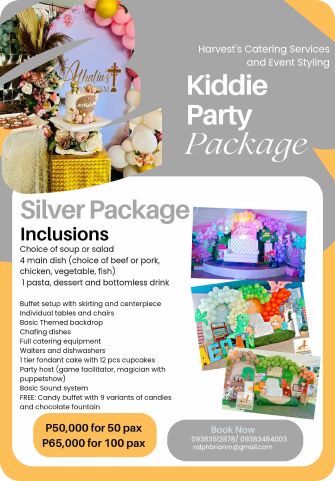 Athalia's
Harvest's Catering Services
and Event Styling
Kiddie
Party
Package
Silver Package
Inclusions
Choice of soup or salad
4 main dish (choice of beef or pork,
chicken, vegetable, fish)
1 pasta, dessert and bottomless drink
Buffet setup with skirting and centerpiece
Individual tables and chairs
Basic Themed backdrop
Chafing dishes
Full catering equipment
Waiters and dishwashers
1 tier fondant cake with 12 pcs cupcakes
Party host (game facilitator, magician with
puppetshow)
Basic Sound system
FREE: Candy buffet with 9 variants of candies
and chocolate fountain
P50,000 for 50 pax
P65,000 for 100 pax
Book Now
09383512878/ 09383484003
ralphbrianm@gmail.com